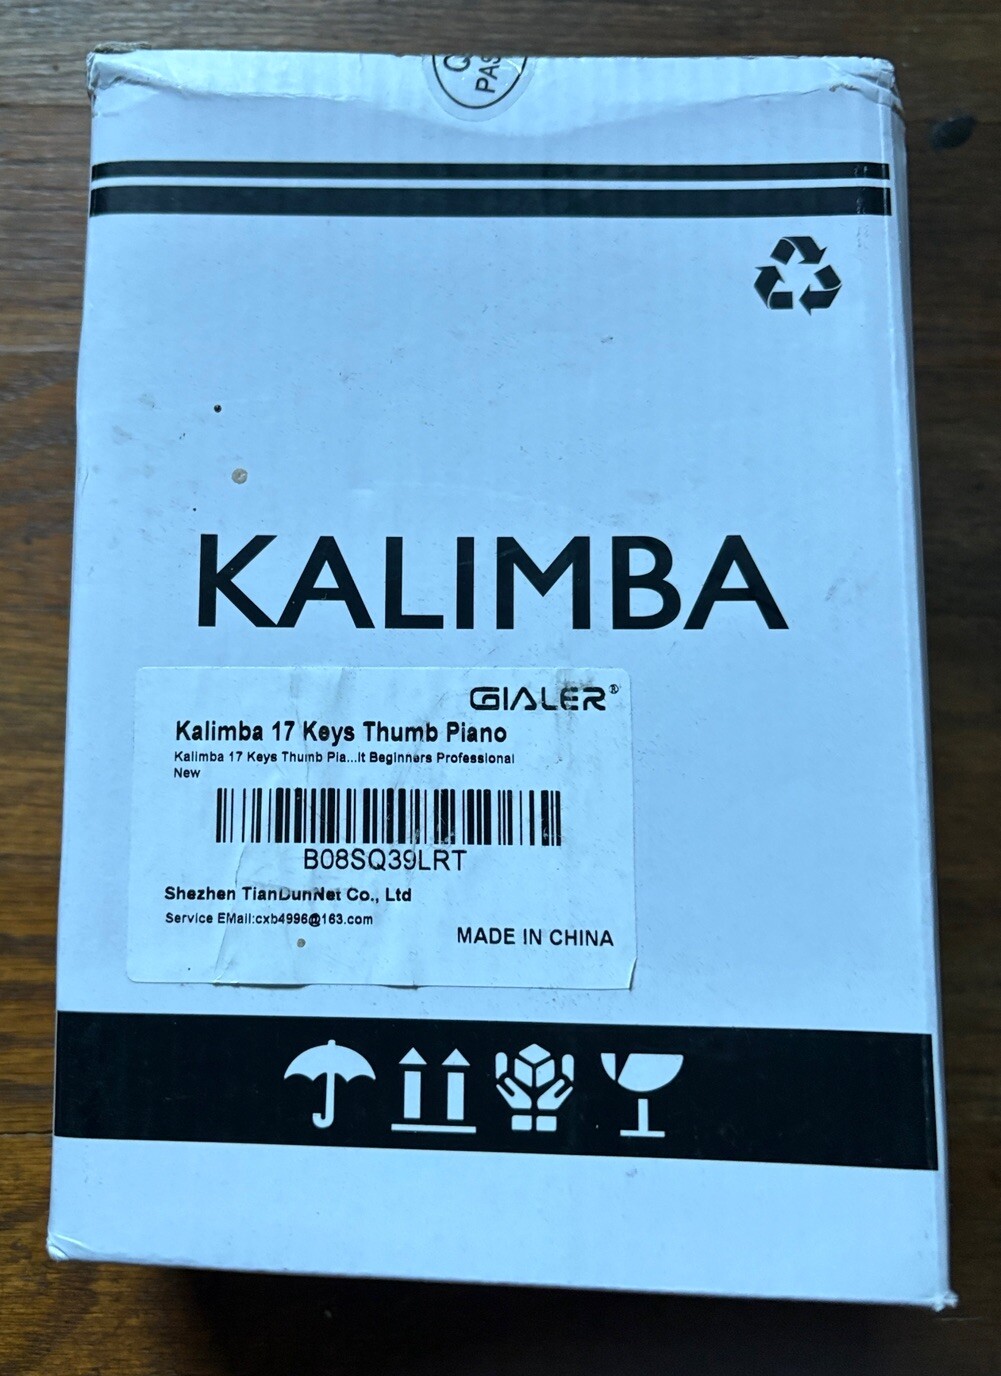 PAS
KALIMBA
GIALER®
Kalimba 17 Keys Thumb Piano
Kalimba 17 Keys Thumb Pia...it Beginners Professional
New
B08SQ39LRT
Shezhen TianDunNet Co., Ltd
Service EMail:cxb4996@163.com
MADE IN CHINA